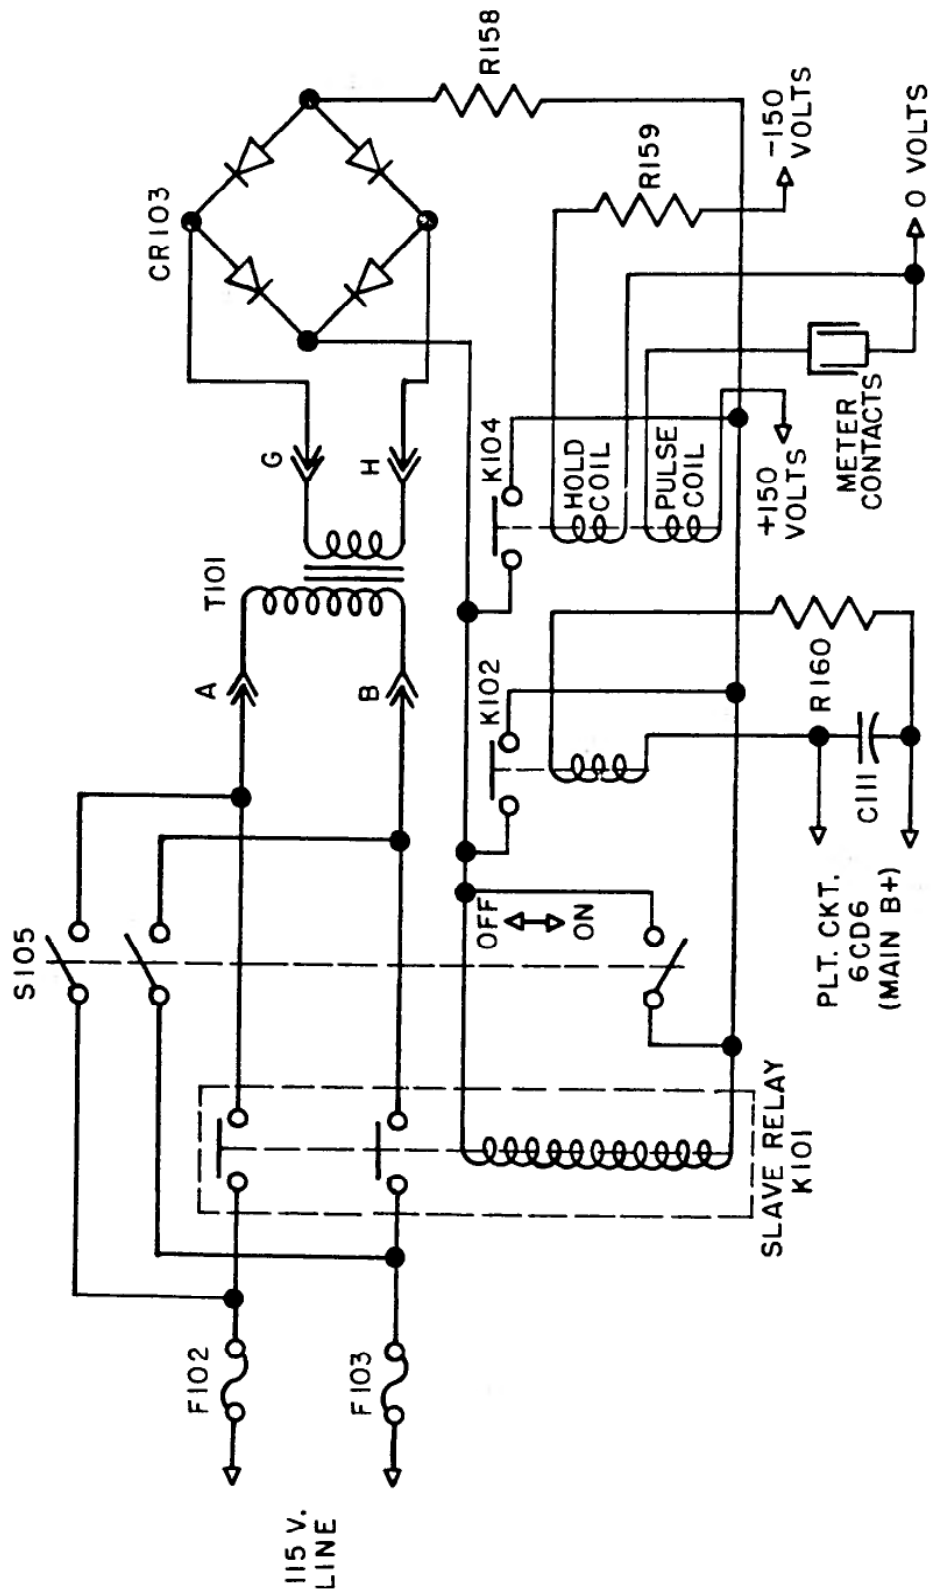 115 V.
LINE
F102
F103
S105
A
B
T101
G
H
CR103
R158
SLAVE RELAY
K101
OFF
ON
K102
K104
HOLD
COIL
PULSE
COIL
R159
-150
VOLTS
0 VOLTS
+150
VOLTS
METER
CONTACTS
R160
C111
PLT. CKT.
6CD6
(MAIN B+)